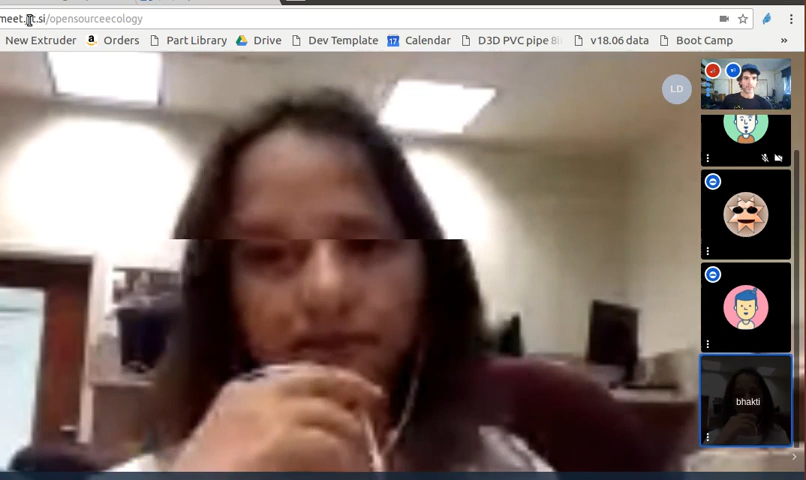 meet.jit.si/opensourceecology
New Extruder Orders Part Library Drive Dev Template 17 Calendar D3D PVC pipe 8i v18.06 data Boot Camp »
LD
bhakti